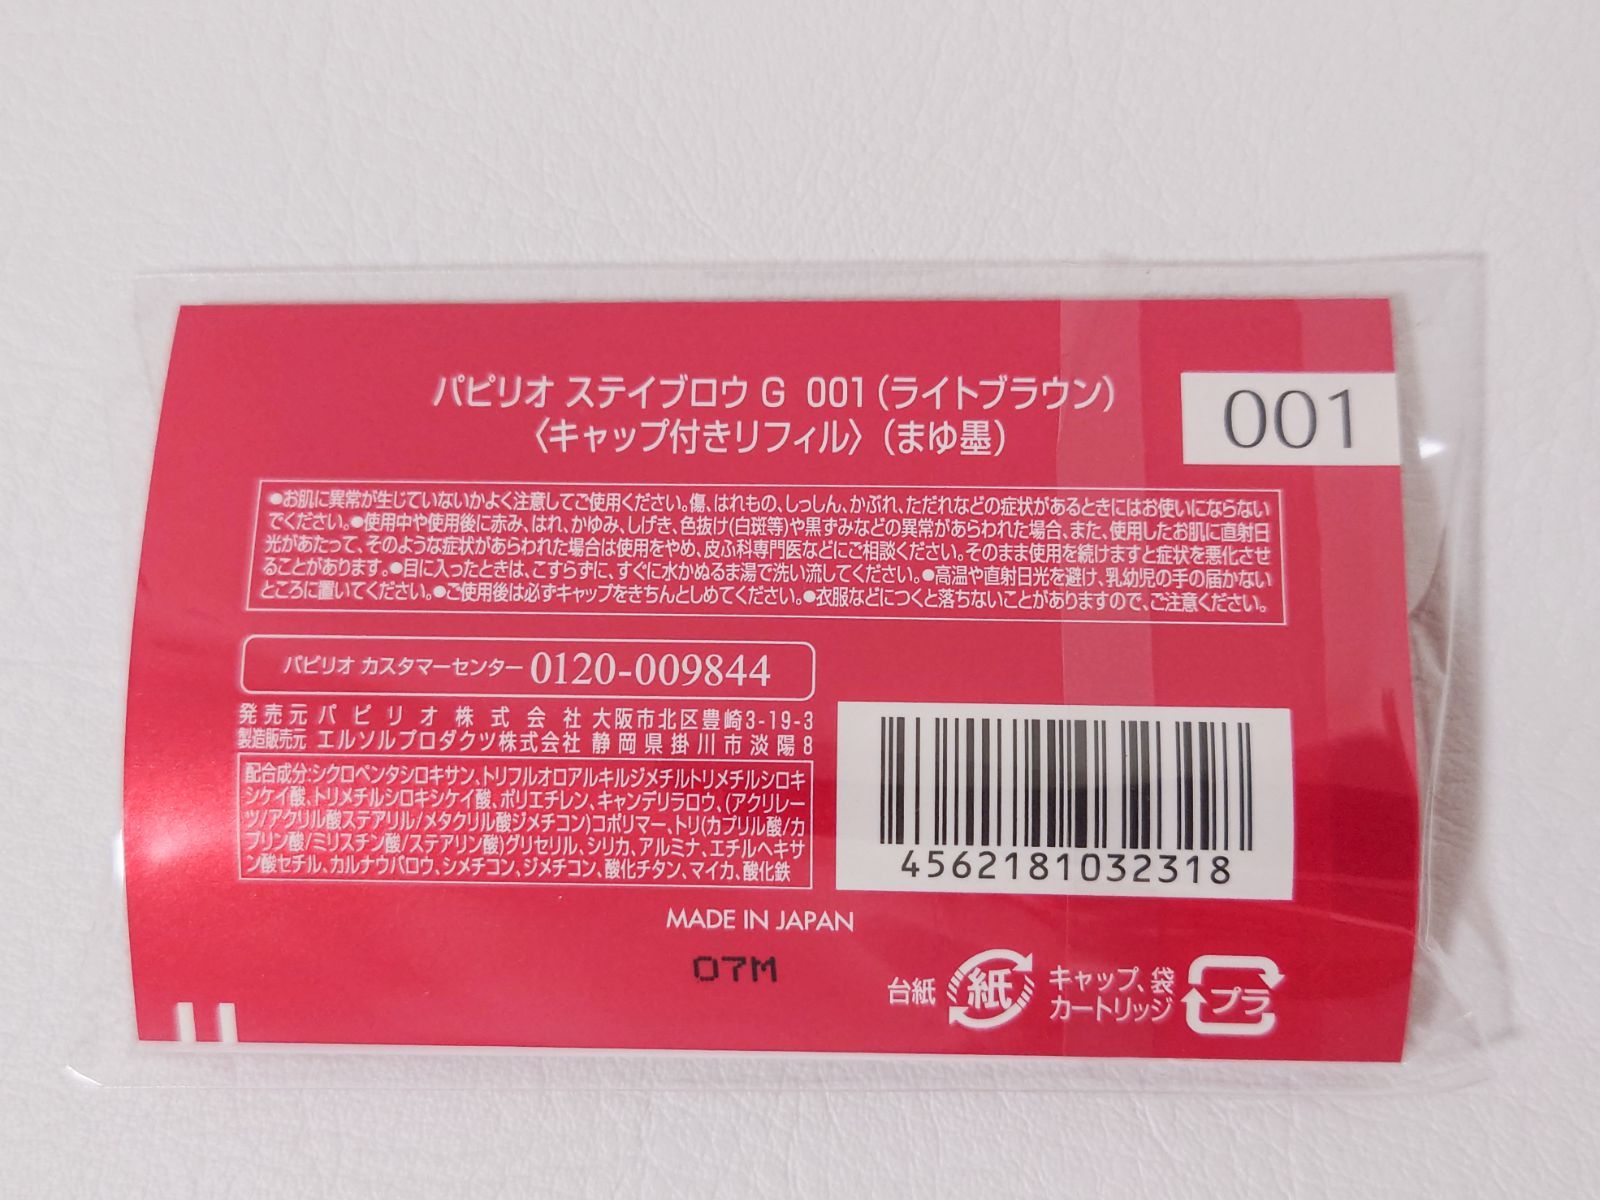 パピリオ ステイブロウ G 001（ライトブラウン）
〈キャップ付きリフィル〉（まゆ墨）
001
●お肌に異常が生じていないかよく注意してご使用ください。傷、はれもの、しっしん、かぶれ、ただれなどの症状があるときにはお使いにならない
でください。●使用中や使用後に赤み、はれ、かゆみ、しげき、色抜け(白斑等)や黒ずみなどの異常があらわれた場合、また、使用したお肌に直射日
光があたって、そのような症状があらわれた場合は使用をやめ、皮ふ科専門医などにご相談ください。そのまま使用を続けますと症状を悪化させ
ることがあります。●目に入ったときは、こすらずに、すぐに水かぬるま湯で洗い流してください。●高温や直射日光を避け、乳幼児の手の届かない
ところに置いてください。●ご使用後は必ずキャップをきちんとしめてください。●衣服などにつくと落ちないことがありますので、ご注意ください。
パピリオ カスタマーセンター 0120-009844
発売元 パピリオ株式会社 大阪市北区豊崎3-19-3
製造販売元 エルソルプロダクツ株式会社 静岡県掛川市淡陽8
配合成分:シクロペンタシロキサン、トリフルオロアルキルジメチルトリメチルシロキ
シケイ酸、トリメチルシロキシケイ酸、ポリエチレン、キャンデリラロウ、(アクリレー
ツ/アクリル酸ステアリル/メタクリル酸ジメチコン)コポリマー、トリ(カプリル酸/カ
プリン酸/ミリスチン酸/ステアリン酸)グリセリル、シリカ、アルミナ、エチルヘキサ
ン酸セチル、カルナウバロウ、シメチコン、ジメチコン、酸化チタン、マイカ、酸化鉄
4562181032318
MADE IN JAPAN
07M
台紙 紙 キャップ、袋 プラ
カートリッジ